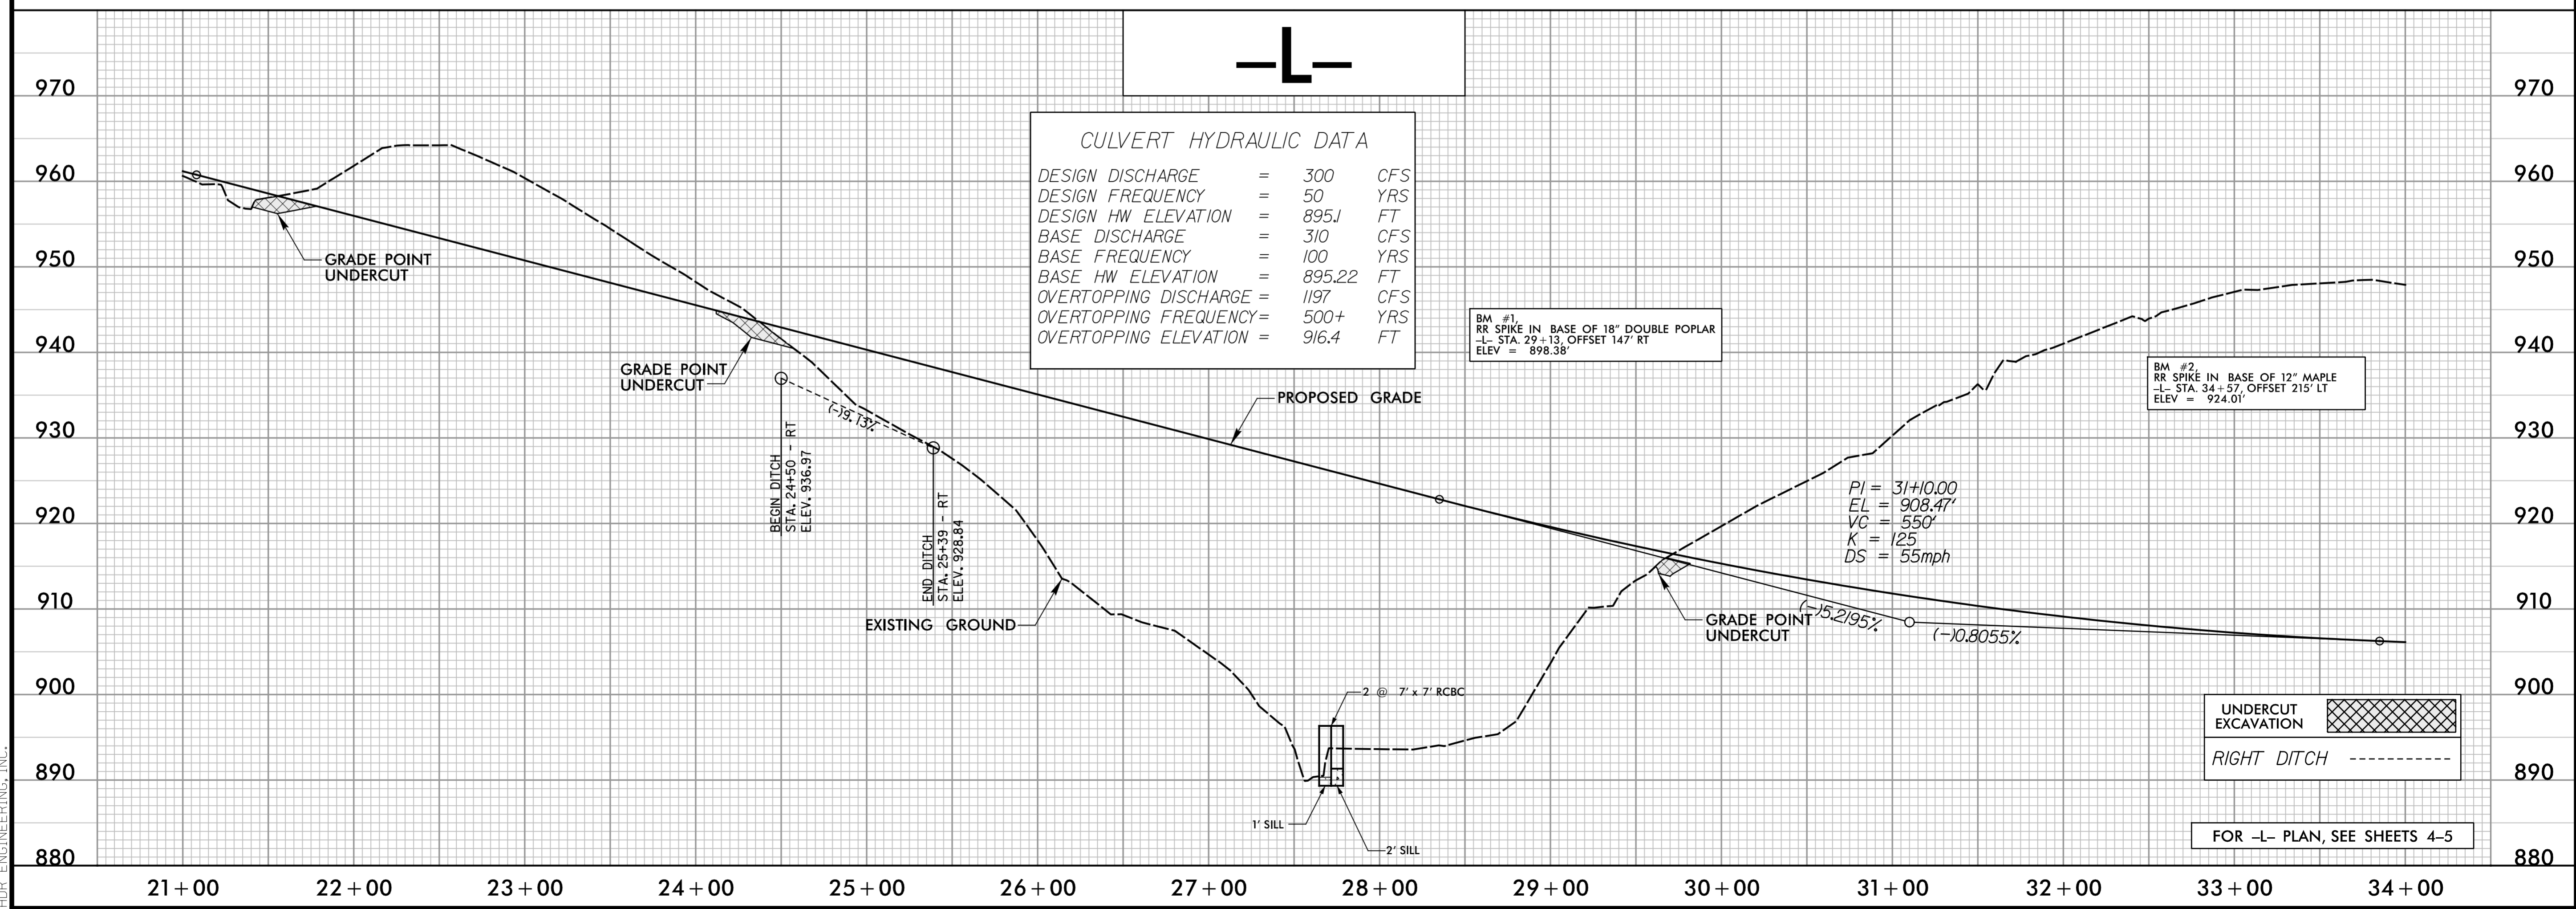 –L–
970
960
950
940
930
920
910
900
890
880
970
960
950
940
930
920
910
900
890
880
CULVERT HYDRAULIC DATA
DESIGN DISCHARGE = 300 CFS
DESIGN FREQUENCY = 50 YRS
DESIGN HW ELEVATION = 895.1 FT
BASE DISCHARGE = 310 CFS
BASE FREQUENCY = 100 YRS
BASE HW ELEVATION = 895.22 FT
OVERTOPPING DISCHARGE = 1197 CFS
OVERTOPPING FREQUENCY = 500+ YRS
OVERTOPPING ELEVATION = 916.4 FT
GRADE POINT
UNDERCUT
GRADE POINT
UNDERCUT
BM #1,
RR SPIKE IN BASE OF 18" DOUBLE POPLAR
–L– STA. 29+13, OFFSET 147' RT
ELEV = 898.38'
BM #2,
RR SPIKE IN BASE OF 12" MAPLE
–L– STA. 34+57, OFFSET 215' LT
ELEV = 924.01'
PROPOSED GRADE
(-)9.13%
BEGIN DITCH
STA. 24+50 - RT
ELEV. 936.97
END DITCH
STA. 25+39 - RT
ELEV. 928.84
EXISTING GROUND
PI = 31+10.00
EL = 908.47'
VC = 550'
K = 125
DS = 55mph
GRADE POINT
UNDERCUT
(-)5.2195%
(-)0.8055%
2 @ 7' x 7' RCBC
1' SILL
2' SILL
UNDERCUT
EXCAVATION
RIGHT DITCH
FOR –L– PLAN, SEE SHEETS 4–5
21+00 22+00 23+00 24+00 25+00 26+00 27+00 28+00 29+00 30+00 31+00 32+00 33+00 34+00
HDR ENGINEERING, INC.